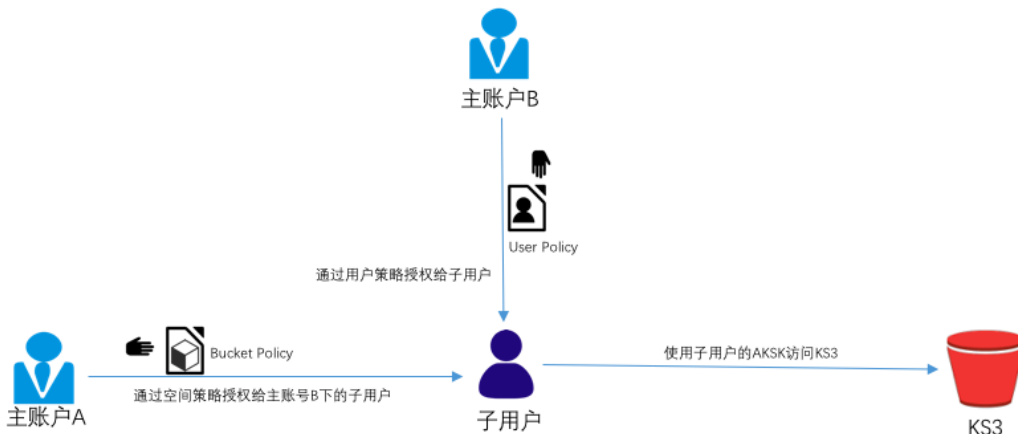 主账户B
User Policy
通过用户策略授权给子用户
Bucket Policy
使用子用户的AKSK访问KS3
通过空间策略授权给主账号B下的子用户
主账户A
子用户
KS3